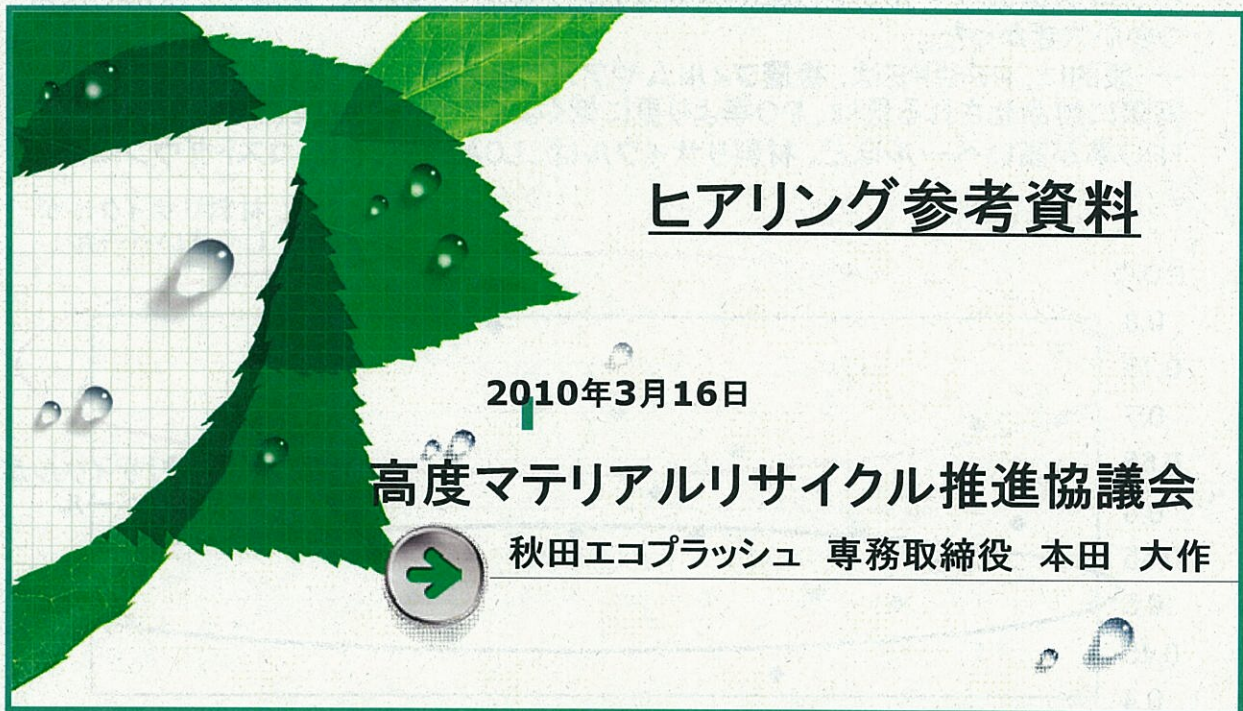 ヒアリング参考資料
2010年3月16日
高度マテリアルリサイクル推進協議会
秋田エコプラッシュ 専務取締役 本田 大作